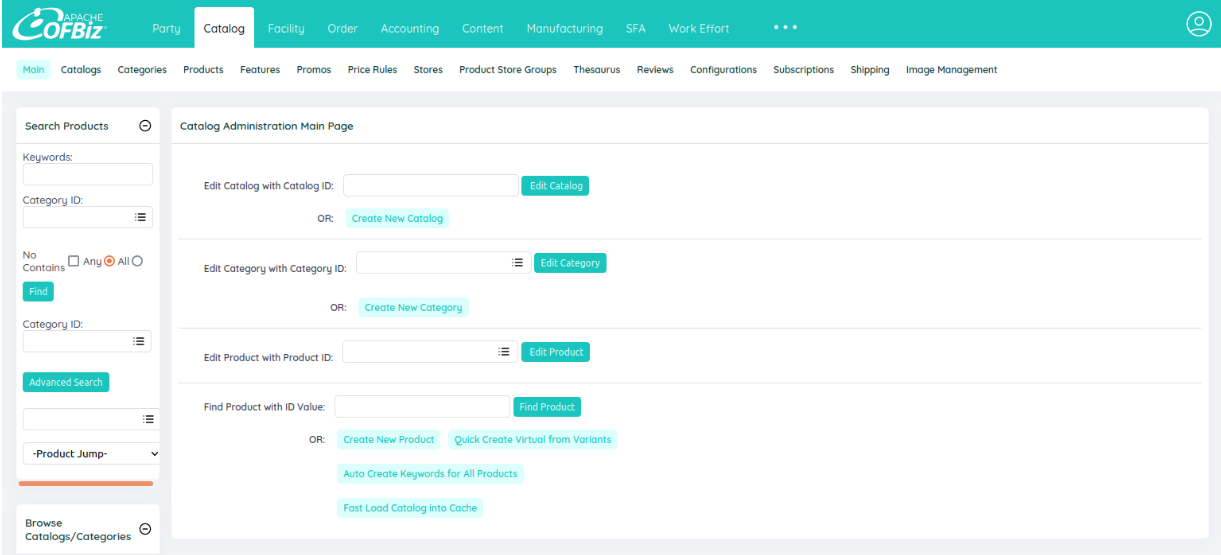 APACHE
OFBiz
Party Catalog Facility Order Accounting Content Manufacturing SFA Work Effort
Main Catalogs Categories Products Features Promos Price Rules Stores Product Store Groups Thesaurus Reviews Configurations Subscriptions Shipping Image Management
Search Products
Keywords:
Category ID:
No
Contains Any All
Find
Category ID:
Advanced Search
-Product Jump-
Browse
Catalogs/Categories
Catalog Administration Main Page
Edit Catalog with Catalog ID: Edit Catalog
OR: Create New Catalog
Edit Category with Category ID: Edit Category
OR: Create New Category
Edit Product with Product ID: Edit Product
Find Product with ID Value: Find Product
OR: Create New Product Quick Create Virtual from Variants
Auto Create Keywords for All Products
Fast Load Catalog into Cache